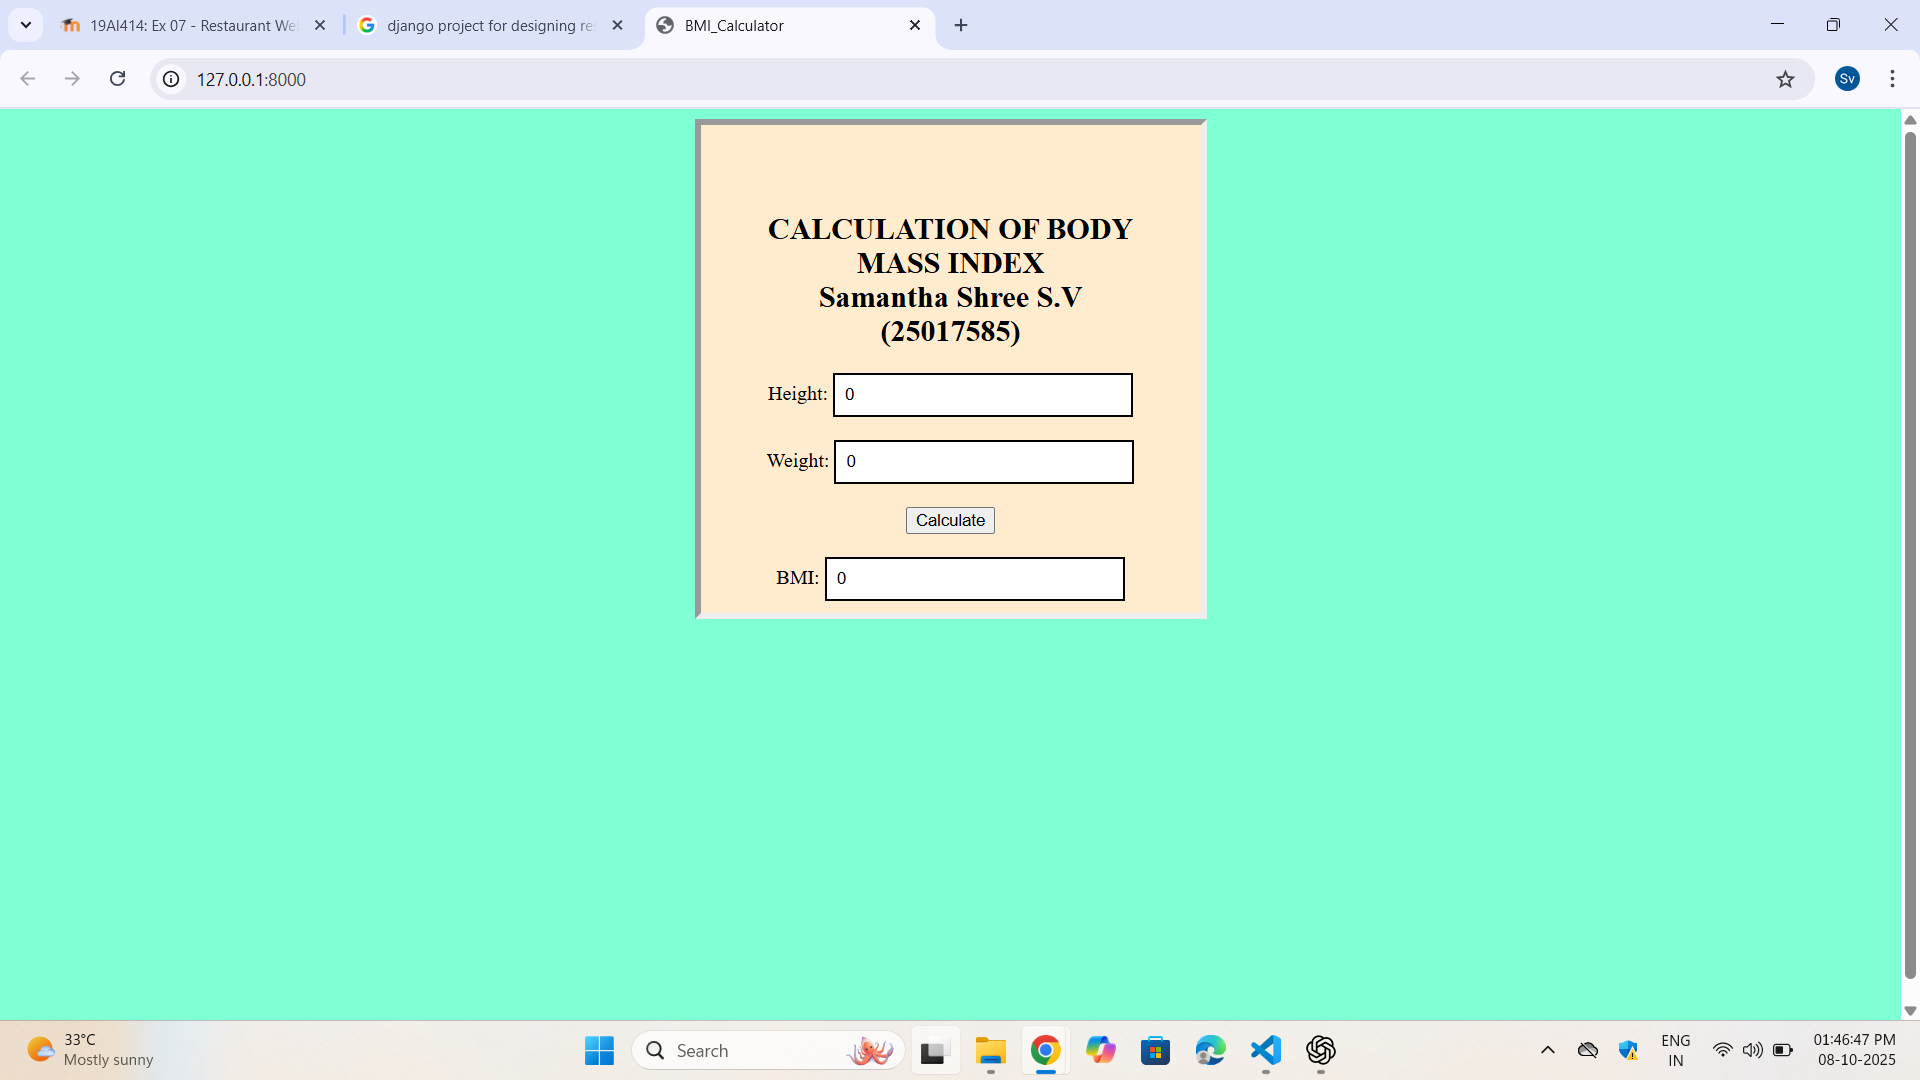 19AI414: Ex 07 - Restaurant We
django project for designing re
BMI_Calculator
127.0.0.1:8000
Sv
CALCULATION OF BODY
MASS INDEX
Samantha Shree S.V
(25017585)
Height: 0
Weight: 0
Calculate
BMI: 0
33°C
Mostly sunny
Search
ENG
IN
01:46:47 PM
08-10-2025